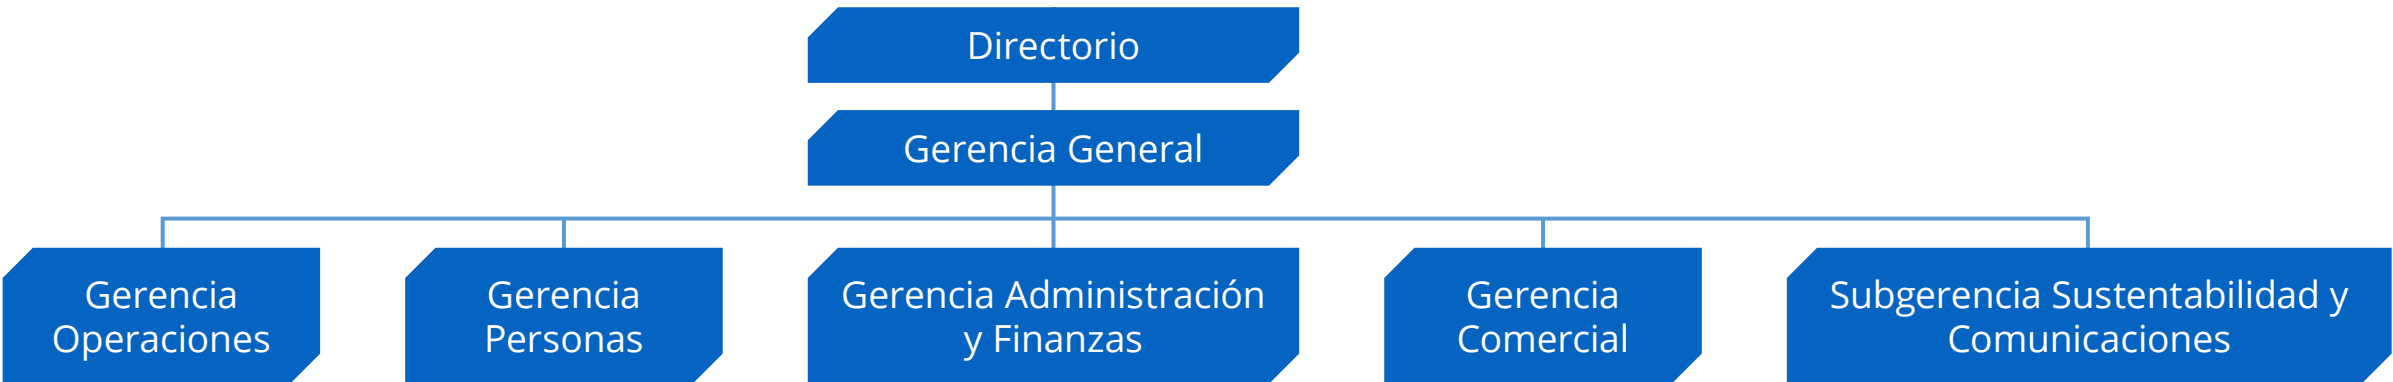 Directorio
Gerencia General
Gerencia
Operaciones
Gerencia
Personas
Gerencia Administración
y Finanzas
Gerencia
Comercial
Subgerencia Sustentabilidad y
Comunicaciones